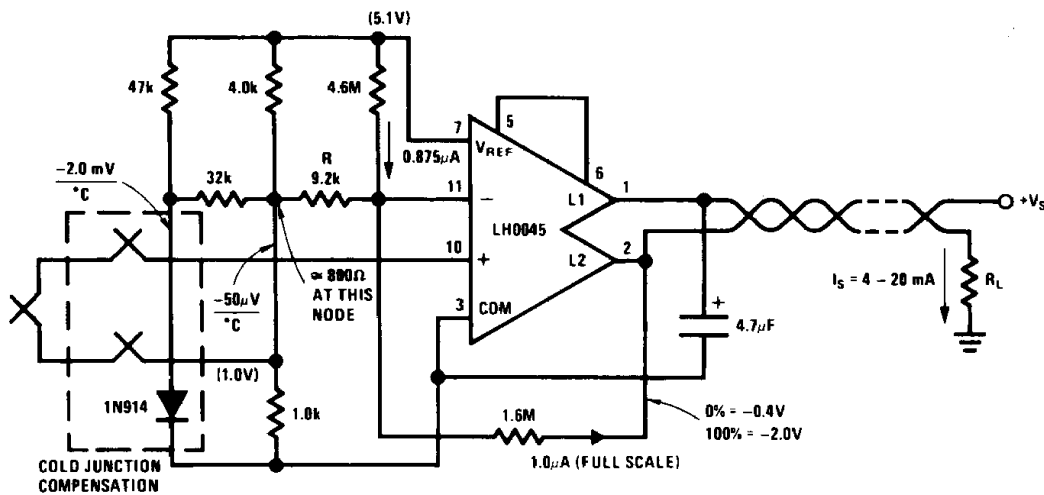 (5.1V)
47k
4.0k
4.6M
7
VREF
5
0.875µA
6
-2.0 mV
°C
32k
R
9.2k
11
−
L1
1
+VS
LH0045
10
+
L2
2
≈ 800Ω
AT THIS
NODE
-50µV
°C
3
COM
IS = 4 – 20 mA
RL
+
4.7µF
(1.0V)
1N914
1.0k
1.6M
0% = -0.4V
100% = -2.0V
1.0µA (FULL SCALE)
COLD JUNCTION
COMPENSATION